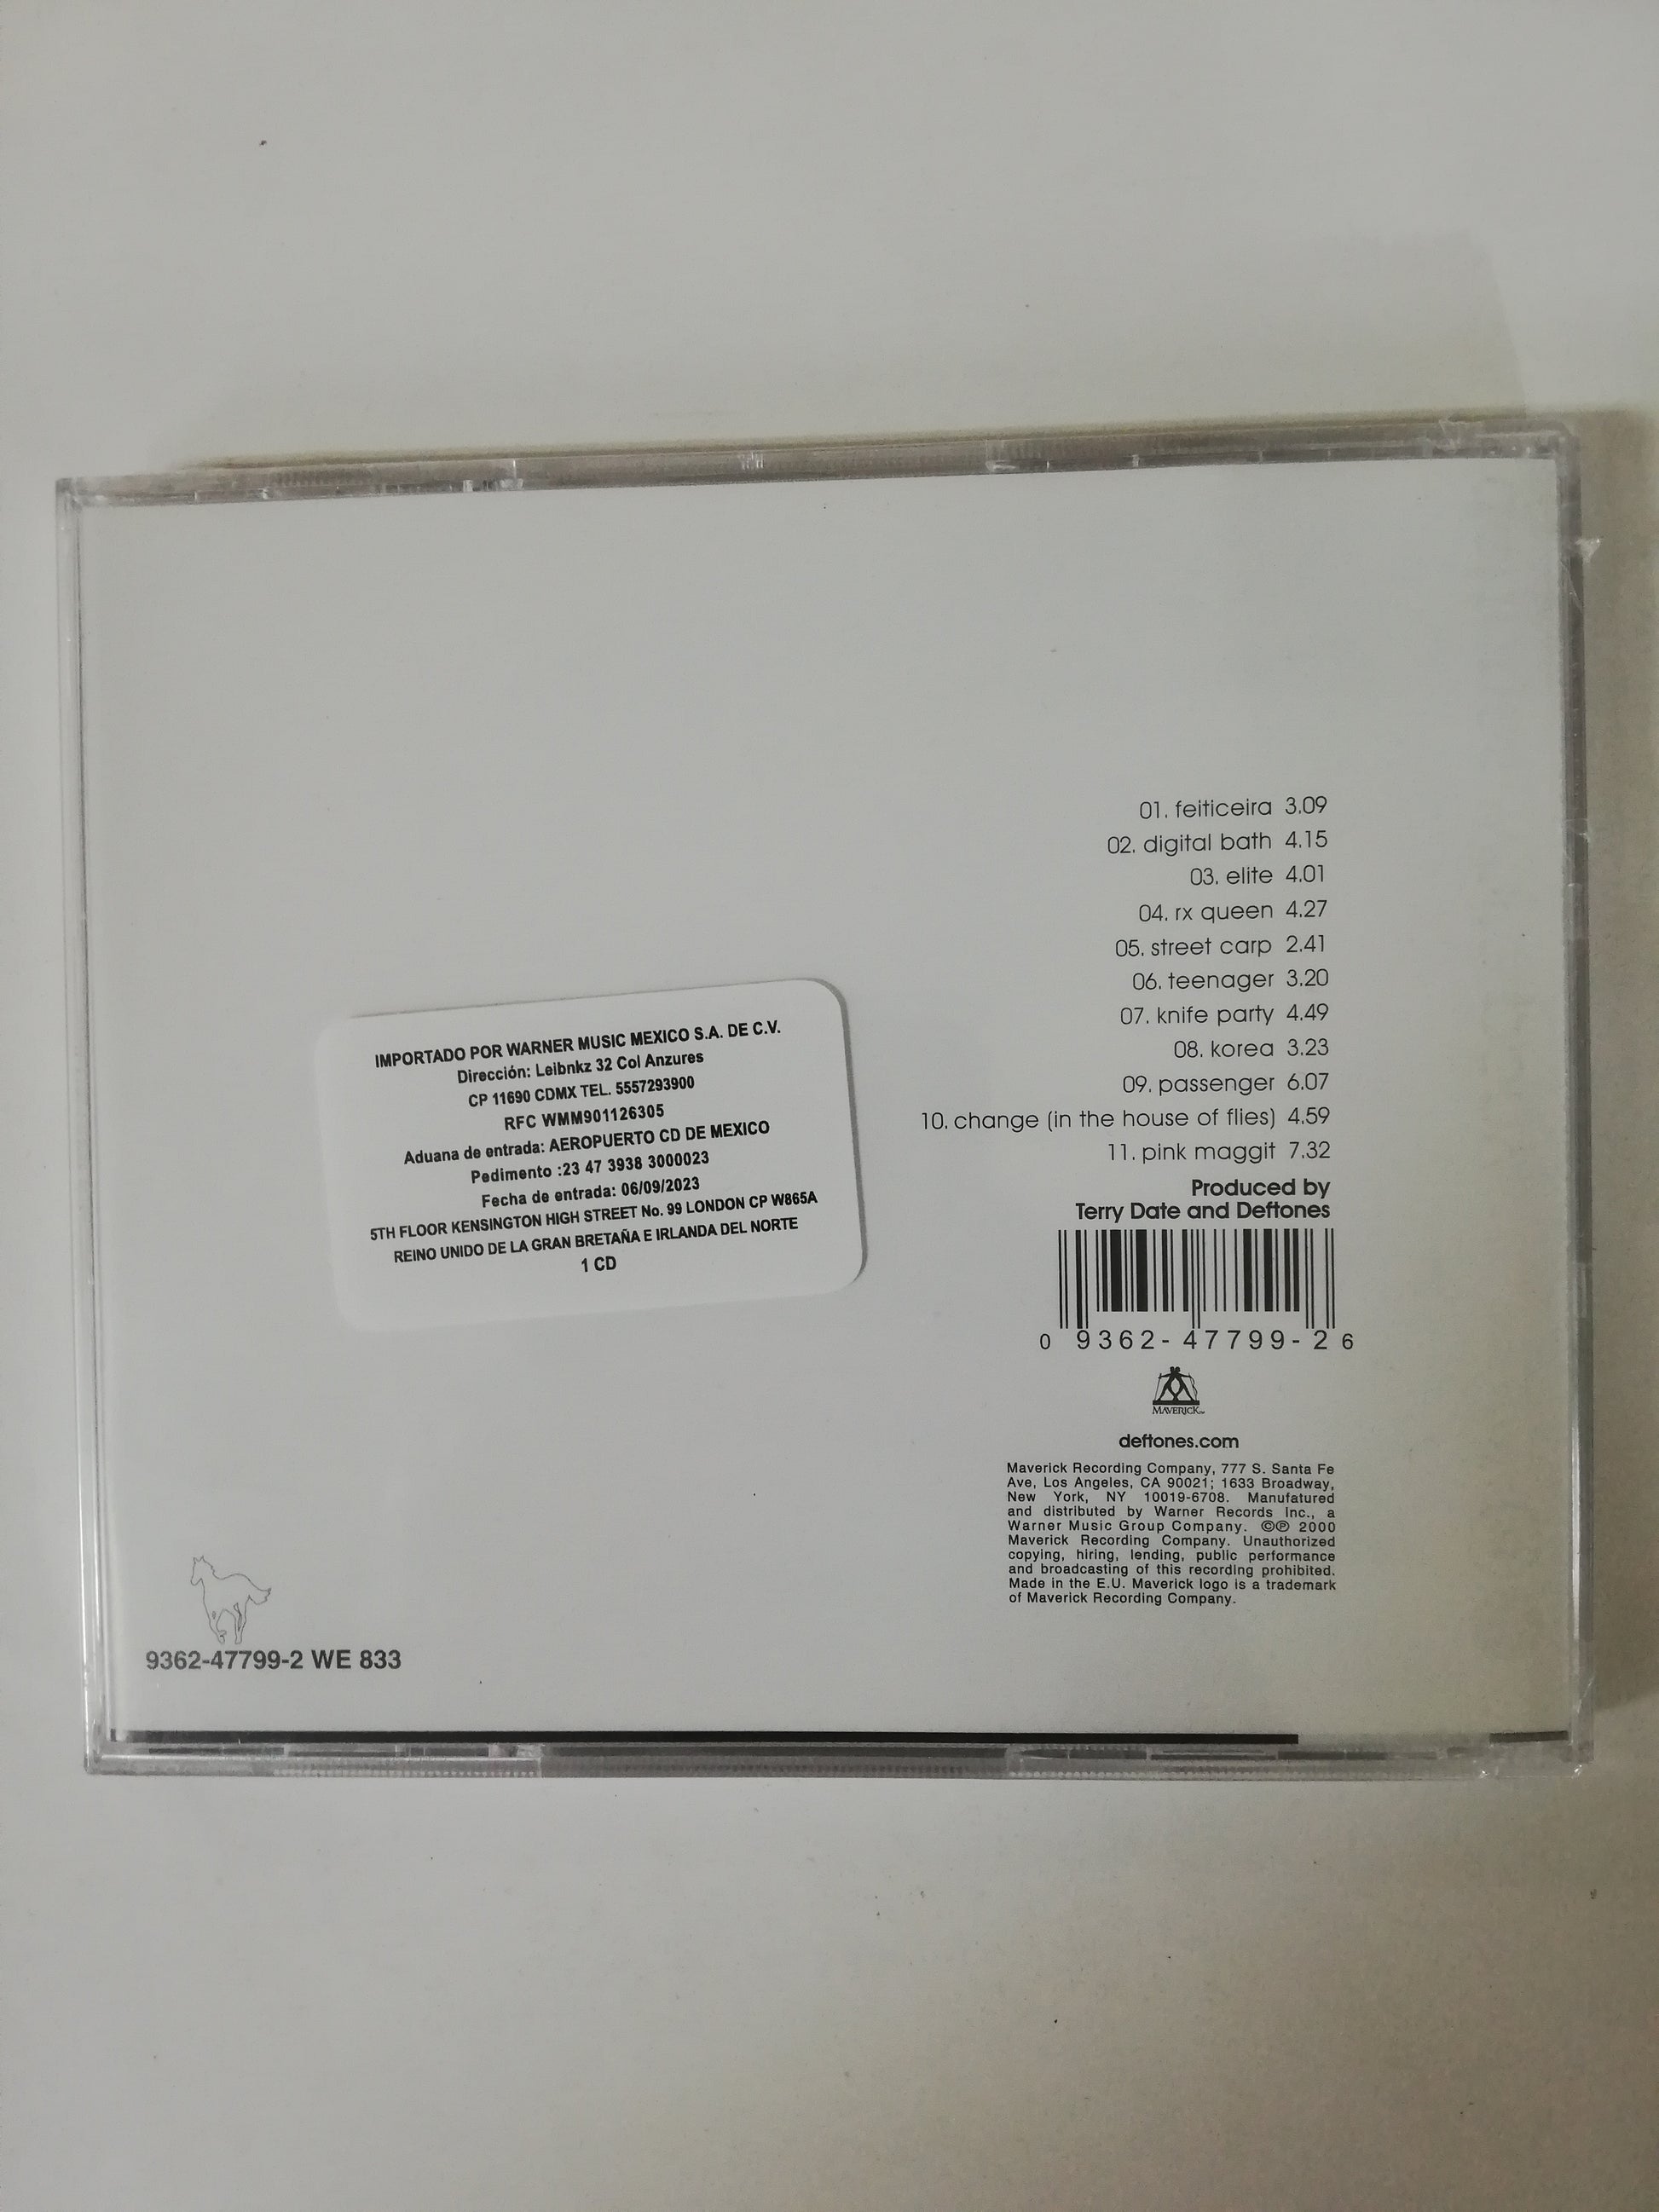 01. feiticeira 3.09
02. digital bath 4.15
03. elite 4.01
04. rx queen 4.27
05. street carp 2.41
06. teenager 3.20
07. knife party 4.49
08. korea 3.23
09. passenger 6.07
10. change (in the house of flies) 4.59
11. pink maggit 7.32
Produced by
Terry Date and Deftones
0 9362-47799-2 6
MAVERICK
deftones.com
Maverick Recording Company, 777 S. Santa Fe
Ave, Los Angeles, CA 90021; 1633 Broadway,
New York, NY 10019-6708. Manufatured
and distributed by Warner Records Inc., a
Warner Music Group Company. ©℗ 2000
Maverick Recording Company. Unauthorized
copying, hiring, lending, public performance
and broadcasting of this recording prohibited.
Made in the E.U. Maverick logo is a trademark
of Maverick Recording Company.
IMPORTADO POR WARNER MUSIC MEXICO S.A. DE C.V.
Dirección: Leibnkz 32 Col Anzures
CP 11690 CDMX TEL. 5557293900
RFC WMM901126305
Aduana de entrada: AEROPUERTO CD DE MEXICO
Pedimento :23 47 3938 3000023
Fecha de entrada: 06/09/2023
5TH FLOOR KENSINGTON HIGH STREET No. 99 LONDON CP W865A
REINO UNIDO DE LA GRAN BRETAÑA E IRLANDA DEL NORTE
1 CD
9362-47799-2 WE 833